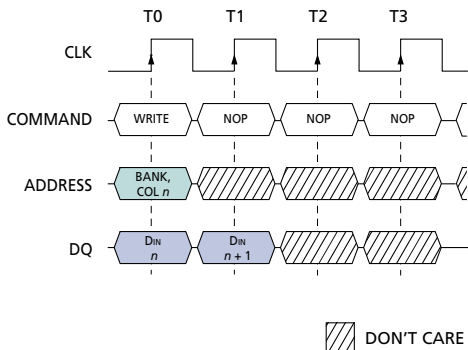 T0 T1 T2 T3
CLK
COMMAND WRITE NOP NOP NOP
ADDRESS BANK,
COL n
DQ DIN DIN
n n + 1
DON'T CARE